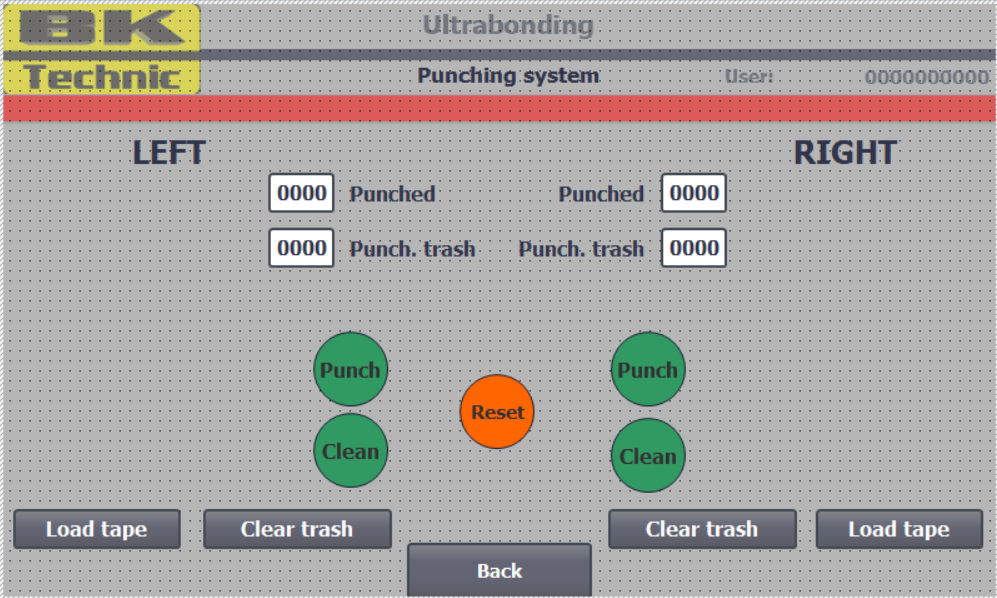 BK
Technic
Ultrabonding
Punching system
User: 0000000000
LEFT
RIGHT
0000 Punched
Punched 0000
0000 Punch. trash
Punch. trash 0000
Punch
Punch
Reset
Clean
Clean
Load tape
Clear trash
Clear trash
Load tape
Back